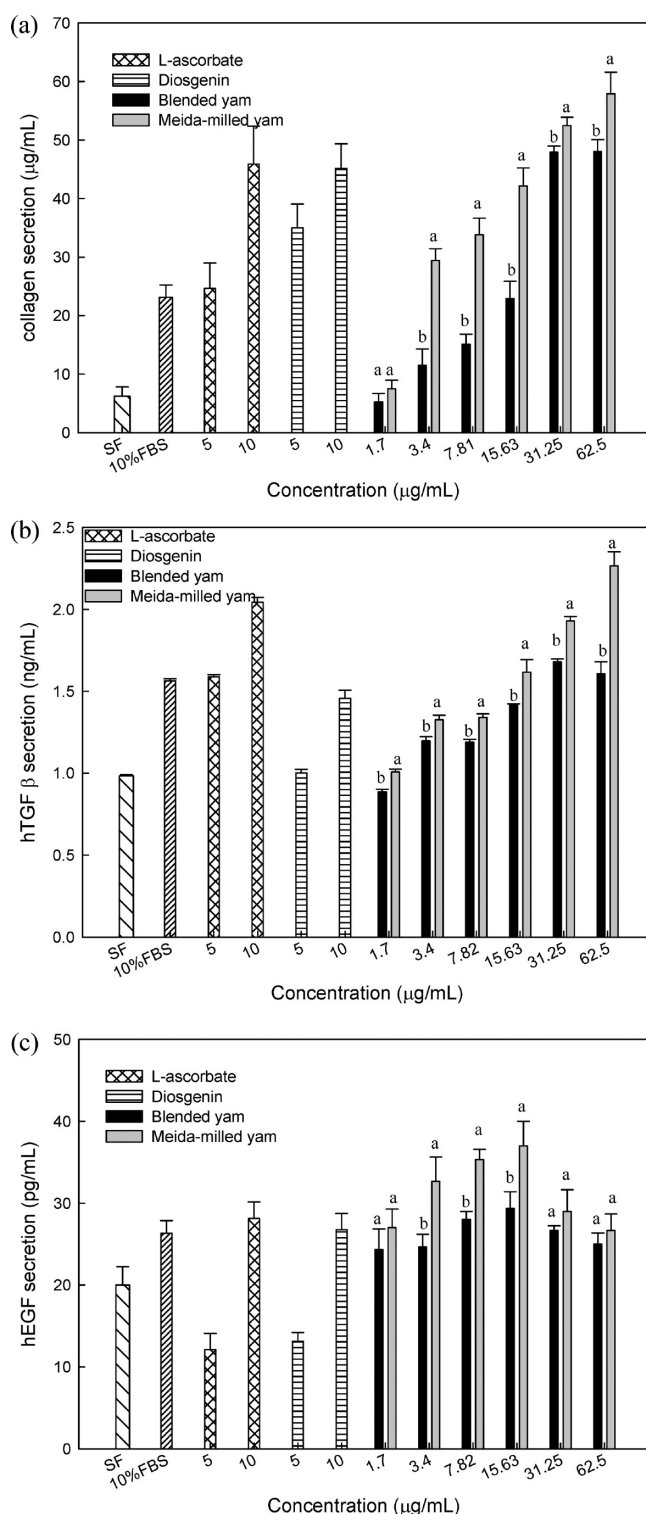 (a)
70
60
50
40
30
20
10
0
collagen secretion (μg/mL)
L-ascorbate
Diosgenin
Blended yam
Meida-milled yam
a a
b a
b a
b a
b a
b a
SF 10%FBS 5 10 5 10 1.7 3.4 7.81 15.63 31.25 62.5
Concentration (μg/mL)
(b)
2.5
2.0
1.5
1.0
0.5
0.0
hTGF β secretion (ng/mL)
L-ascorbate
Diosgenin
Blended yam
Meida-milled yam
b a
b a
b a
b a
b a
b a
SF 10%FBS 5 10 5 10 1.7 3.4 7.82 15.63 31.25 62.5
Concentration (μg/mL)
(c)
50
40
30
20
10
0
hEGF secretion (pg/mL)
L-ascorbate
Diosgenin
Blended yam
Meida-milled yam
a a
b a
b a
b a
a a
a a
SF 10%FBS 5 10 5 10 1.7 3.4 7.82 15.63 31.25 62.5
Concentration (μg/mL)